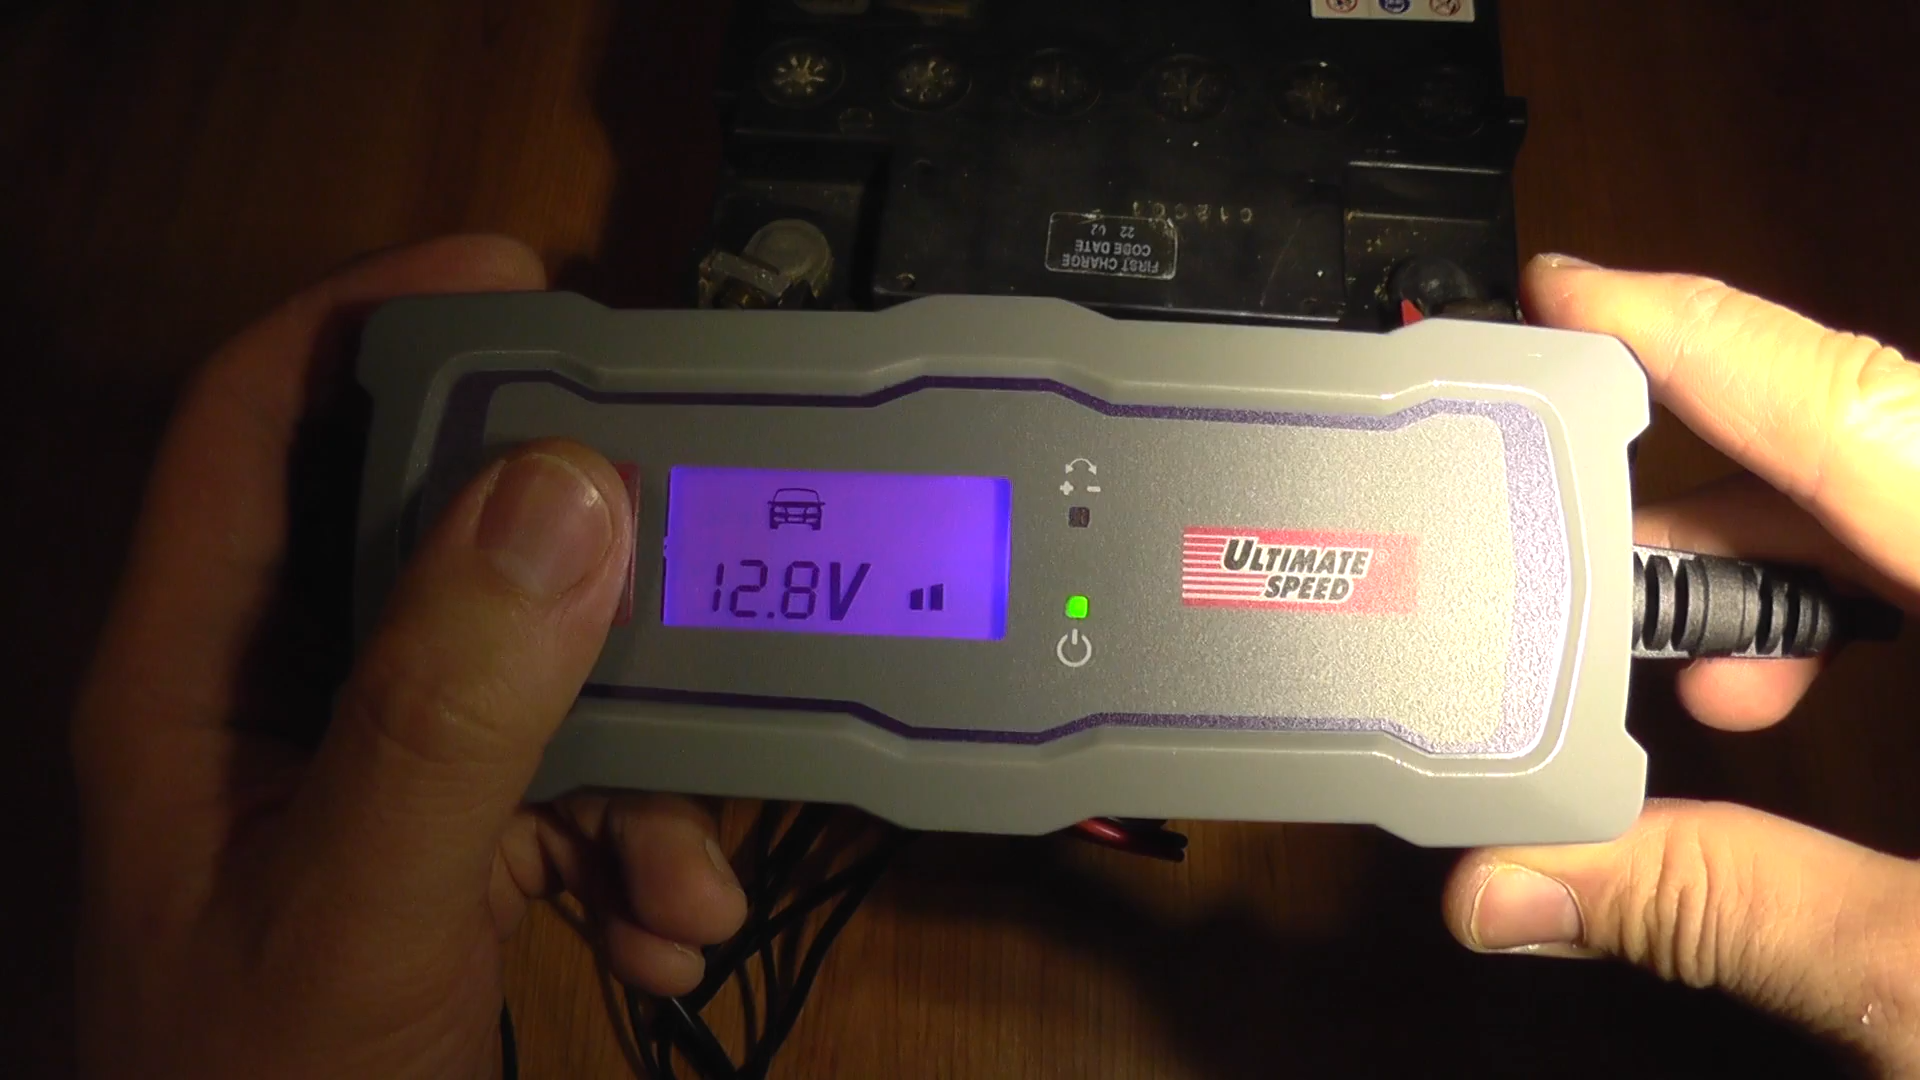 FIRST CHARGE
CODE DATE
12.8V
+ -
ULTIMATE
SPEED®